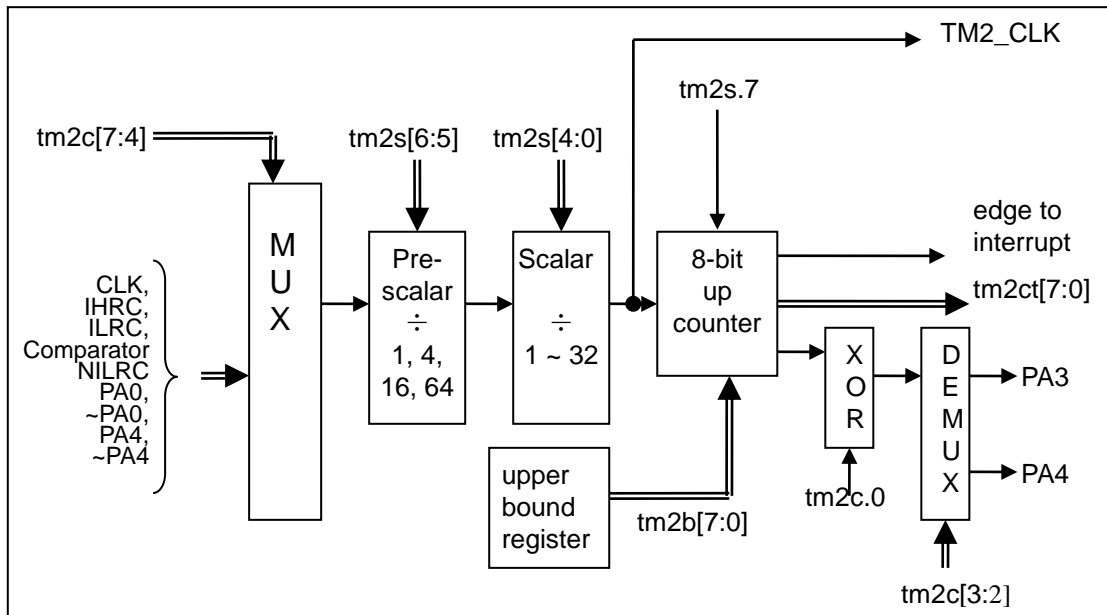 TM2_CLK
tm2s.7
tm2c[7:4]
tm2s[6:5]
tm2s[4:0]
M
U
X
Pre-
scalar
÷
1, 4,
16, 64
Scalar
÷
1 ~ 32
8-bit
up
counter
edge to
interrupt
tm2ct[7:0]
CLK,
IHRC,
ILRC,
Comparator
NILRC
PA0,
~PA0,
PA4,
~PA4
X
O
R
D
E
M
U
X
PA3
PA4
upper
bound
register
tm2b[7:0]
tm2c.0
tm2c[3:2]